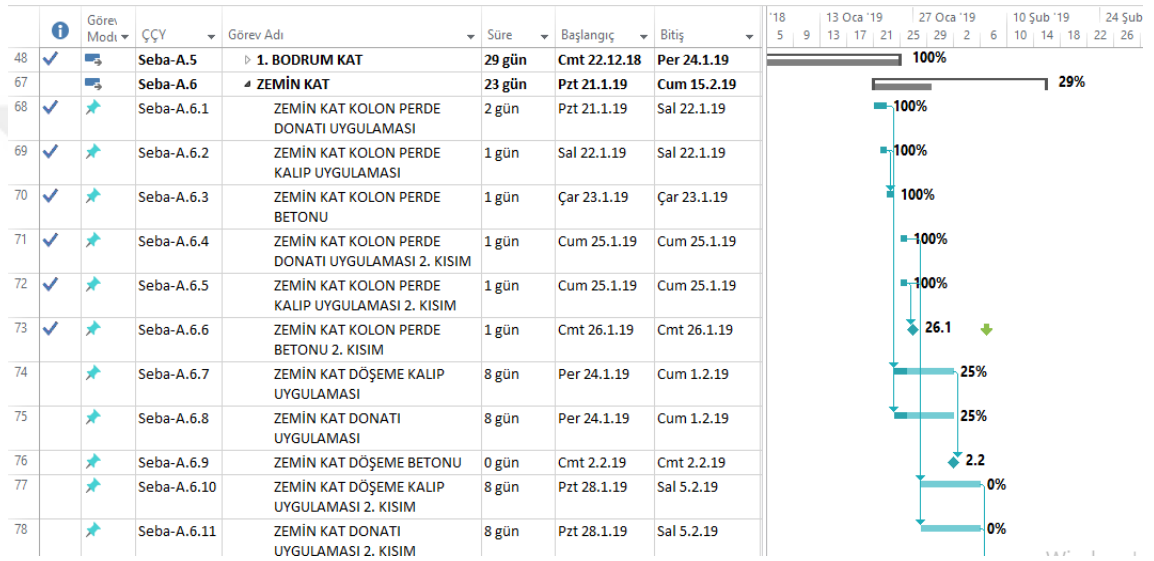 Görev
Modu ÇÇY Görev Adı Süre Başlangıç Bitiş
'18 13 Oca '19 27 Oca '19 10 Şub '19 24 Şub
5 9 13 17 21 25 29 2 6 10 14 18 22 26
48 Seba-A.5 1. BODRUM KAT 29 gün Cmt 22.12.18 Per 24.1.19 100%
67 Seba-A.6 ZEMİN KAT 23 gün Pzt 21.1.19 Cum 15.2.19 29%
68 Seba-A.6.1 ZEMİN KAT KOLON PERDE 2 gün Pzt 21.1.19 Sal 22.1.19 100%
DONATI UYGULAMASI
69 Seba-A.6.2 ZEMİN KAT KOLON PERDE 1 gün Sal 22.1.19 Sal 22.1.19 100%
KALIP UYGULAMASI
70 Seba-A.6.3 ZEMİN KAT KOLON PERDE 1 gün Çar 23.1.19 Çar 23.1.19 100%
BETONU
71 Seba-A.6.4 ZEMİN KAT KOLON PERDE 1 gün Cum 25.1.19 Cum 25.1.19 100%
DONATI UYGULAMASI 2. KISIM
72 Seba-A.6.5 ZEMİN KAT KOLON PERDE 1 gün Cum 25.1.19 Cum 25.1.19 100%
KALIP UYGULAMASI 2. KISIM
73 Seba-A.6.6 ZEMİN KAT KOLON PERDE 1 gün Cmt 26.1.19 Cmt 26.1.19 26.1
BETONU 2. KISIM
74 Seba-A.6.7 ZEMİN KAT DÖŞEME KALIP 8 gün Per 24.1.19 Cum 1.2.19 25%
UYGULAMASI
75 Seba-A.6.8 ZEMİN KAT DONATI 8 gün Per 24.1.19 Cum 1.2.19 25%
UYGULAMASI
76 Seba-A.6.9 ZEMİN KAT DÖŞEME BETONU 0 gün Cmt 2.2.19 Cmt 2.2.19 2.2
77 Seba-A.6.10 ZEMİN KAT DÖŞEME KALIP 8 gün Pzt 28.1.19 Sal 5.2.19 0%
UYGULAMASI 2. KISIM
78 Seba-A.6.11 ZEMİN KAT DONATI 8 gün Pzt 28.1.19 Sal 5.2.19 0%
UYGULAMASI 2. KISIM